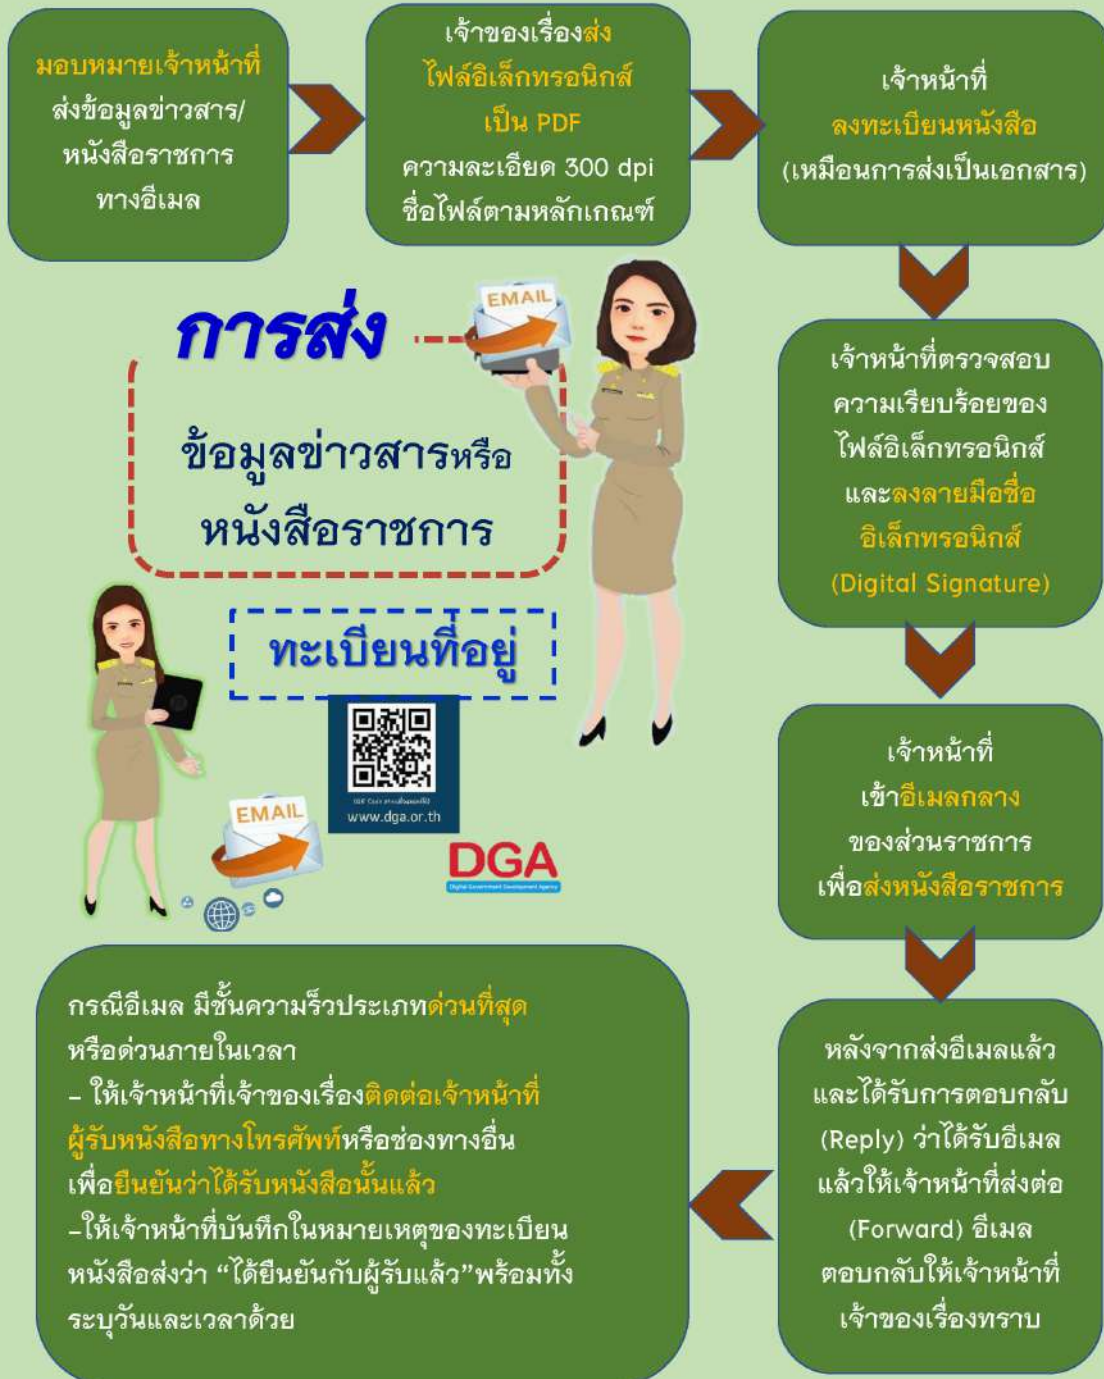 มอบหมายเจ้าหน้าที่
ส่งข้อมูลข่าวสาร/
หนังสือราชการ
ทางอีเมล
เจ้าของเรื่องส่ง
ไฟล์อิเล็กทรอนิกส์
เป็น PDF
ความละเอียด 300 dpi
ชื่อไฟล์ตามหลักเกณฑ์
เจ้าหน้าที่
ลงทะเบียนหนังสือ
(เหมือนการส่งเป็นเอกสาร)
เจ้าหน้าที่ตรวจสอบ
ความเรียบร้อยของ
ไฟล์อิเล็กทรอนิกส์
และลงลายมือชื่อ
อิเล็กทรอนิกส์
(Digital Signature)
เจ้าหน้าที่
เข้าอีเมลกลาง
ของส่วนราชการ
เพื่อส่งหนังสือราชการ
หลังจากส่งอีเมลแล้ว
และได้รับการตอบกลับ
(Reply) ว่าได้รับอีเมล
แล้วให้เจ้าหน้าที่ส่งต่อ
(Forward) อีเมล
ตอบกลับให้เจ้าหน้าที่
เจ้าของเรื่องทราบ
กรณีอีเมล มีชั้นความเร็วประเภทด่วนที่สุด
หรือด่วนภายในเวลา
- ให้เจ้าหน้าที่เจ้าของเรื่องติดต่อเจ้าหน้าที่
ผู้รับหนังสือทางโทรศัพท์หรือช่องทางอื่น
เพื่อยืนยันว่าได้รับหนังสือนั้นแล้ว
-ให้เจ้าหน้าที่บันทึกในหมายเหตุของทะเบียน
หนังสือส่งว่า “ได้ยืนยันกับผู้รับแล้ว”พร้อมทั้ง
ระบุวันและเวลาด้วย
การส่ง
EMAIL
ข้อมูลข่าวสารหรือ
หนังสือราชการ
ทะเบียนที่อยู่
www.dga.or.th
EMAIL
DGA
Digital Government Development Agency